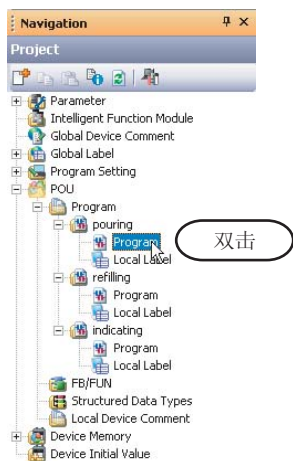 Navigation
Project
Parameter
Intelligent Function Module
Global Device Comment
Global Label
Program Setting
POU
Program
pouring
Program
双击
Local Label
refilling
Program
Local Label
indicating
Program
Local Label
FB/FUN
Structured Data Types
Local Device Comment
Device Memory
Device Initial Value